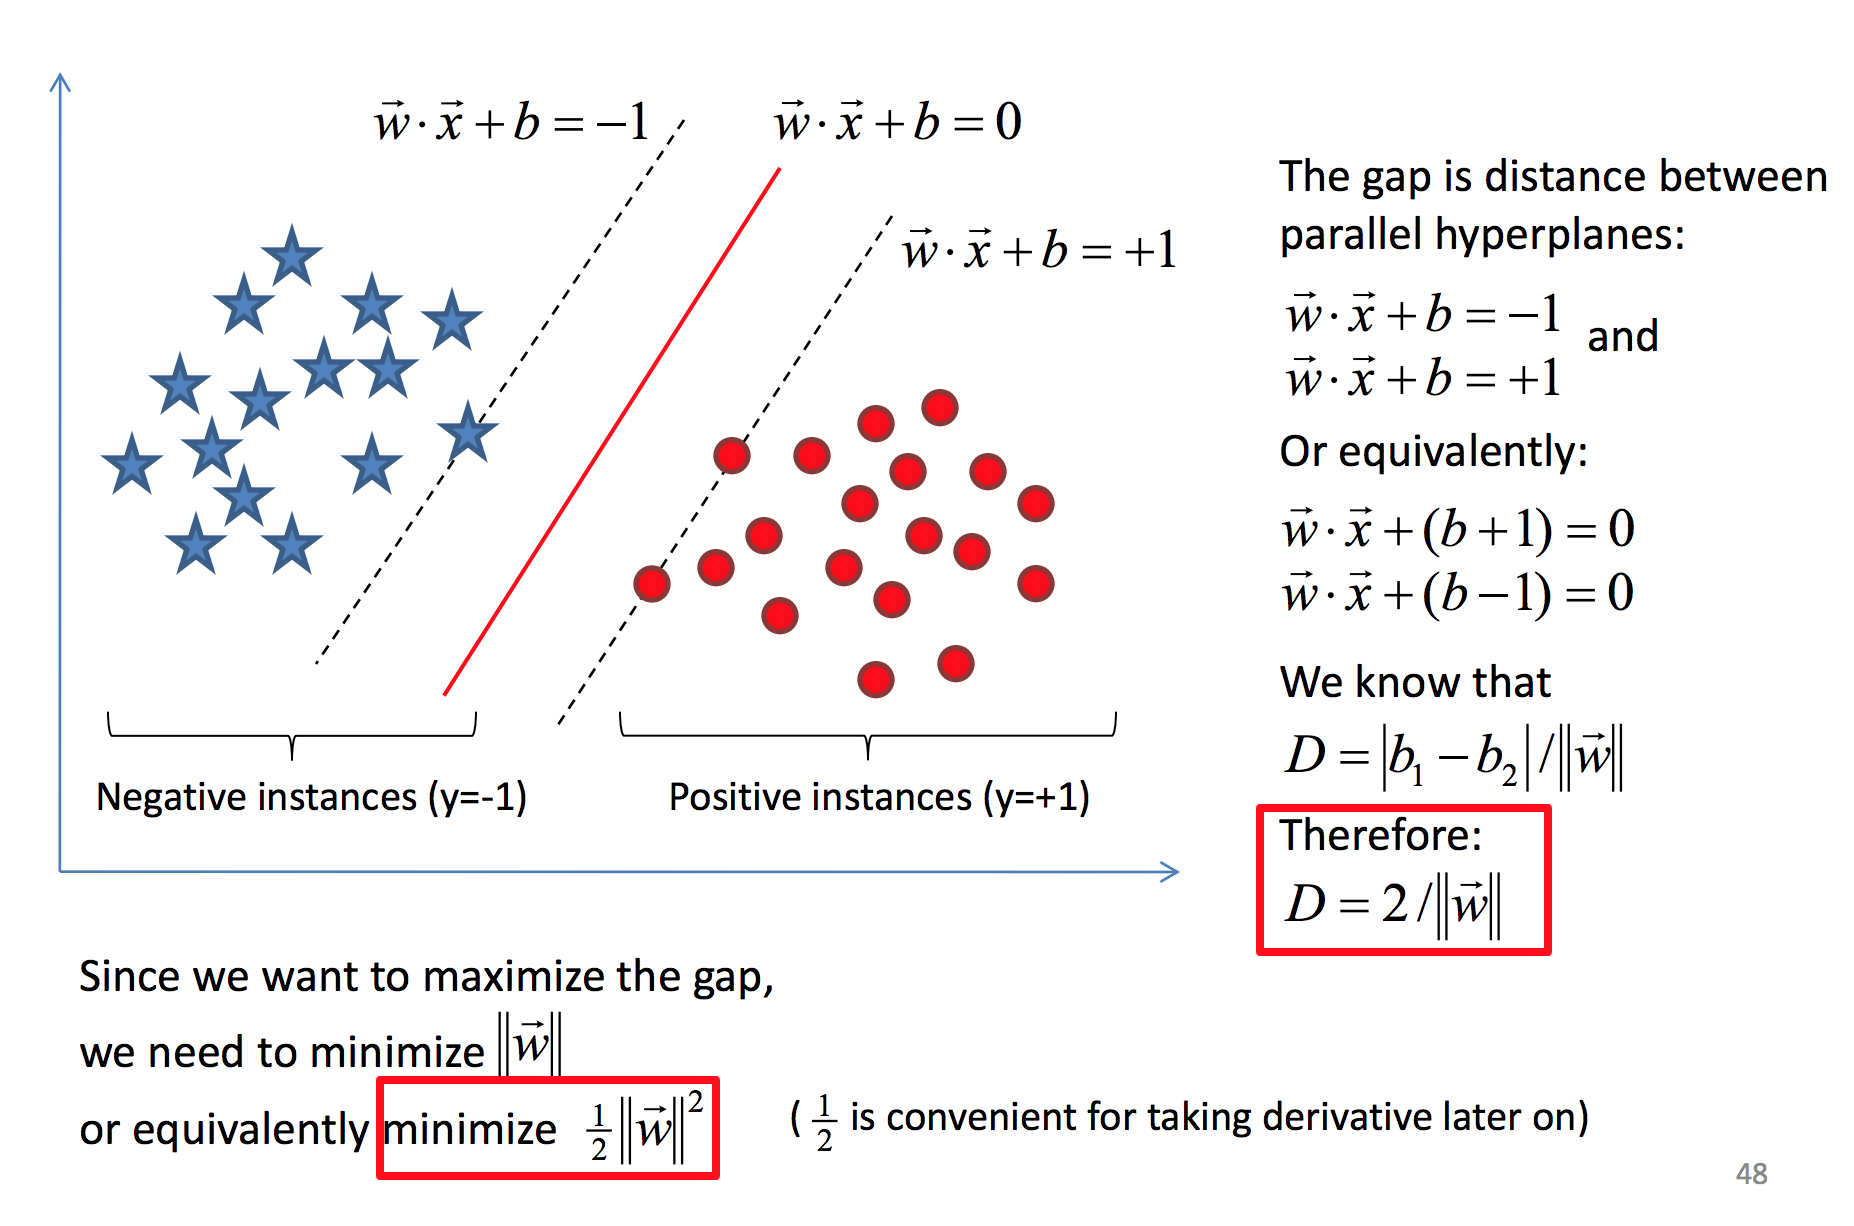 w⃗ · x⃗ + b = −1
w⃗ · x⃗ + b = 0
w⃗ · x⃗ + b = +1
Negative instances (y=-1)
Positive instances (y=+1)
The gap is distance between
parallel hyperplanes:
w⃗ · x⃗ + b = −1
and
w⃗ · x⃗ + b = +1
Or equivalently:
w⃗ · x⃗ + (b + 1) = 0
w⃗ · x⃗ + (b − 1) = 0
We know that
D = |b₁ − b₂| / ‖w⃗‖
Therefore:
D = 2 / ‖w⃗‖
Since we want to maximize the gap,
we need to minimize ‖w⃗‖
or equivalently minimize ½‖w⃗‖²
( ½ is convenient for taking derivative later on)
48